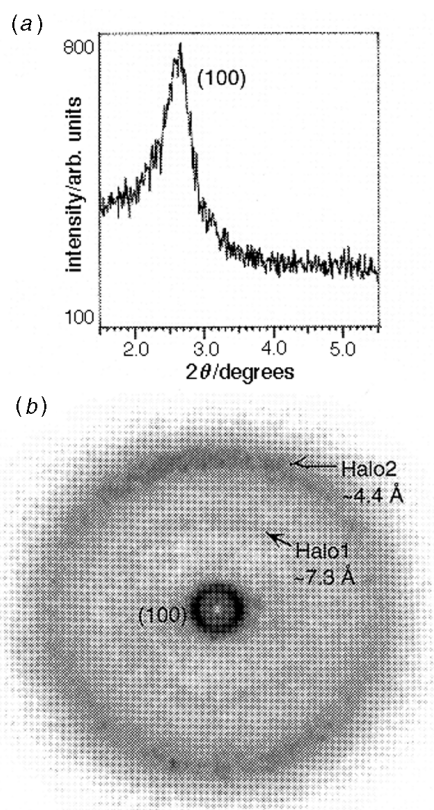 (a)
800
(100)
intensity/arb. units
100
2.0 3.0 4.0 5.0
2θ/degrees
(b)
Halo2
~4.4 Å
Halo1
~7.3 Å
(100)